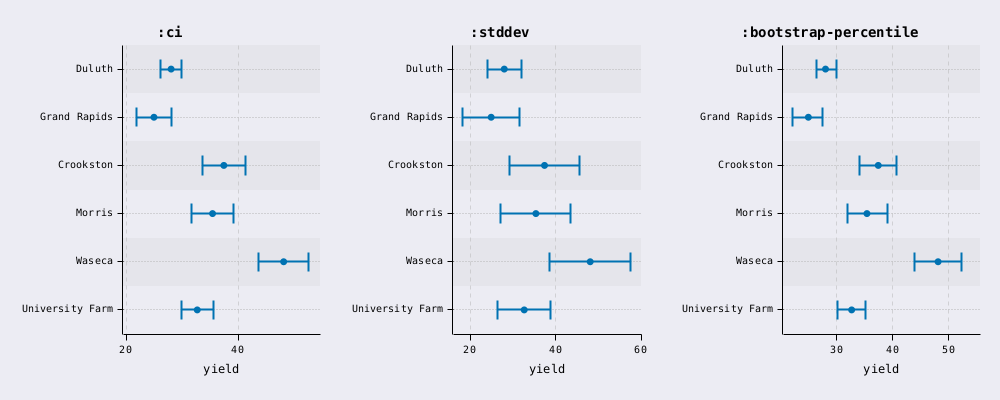 :ci
Duluth
Grand Rapids
Crookston
Morris
Waseca
University Farm
20 40
yield
:stddev
Duluth
Grand Rapids
Crookston
Morris
Waseca
University Farm
20 40 60
yield
:bootstrap-percentile
Duluth
Grand Rapids
Crookston
Morris
Waseca
University Farm
30 40 50
yield